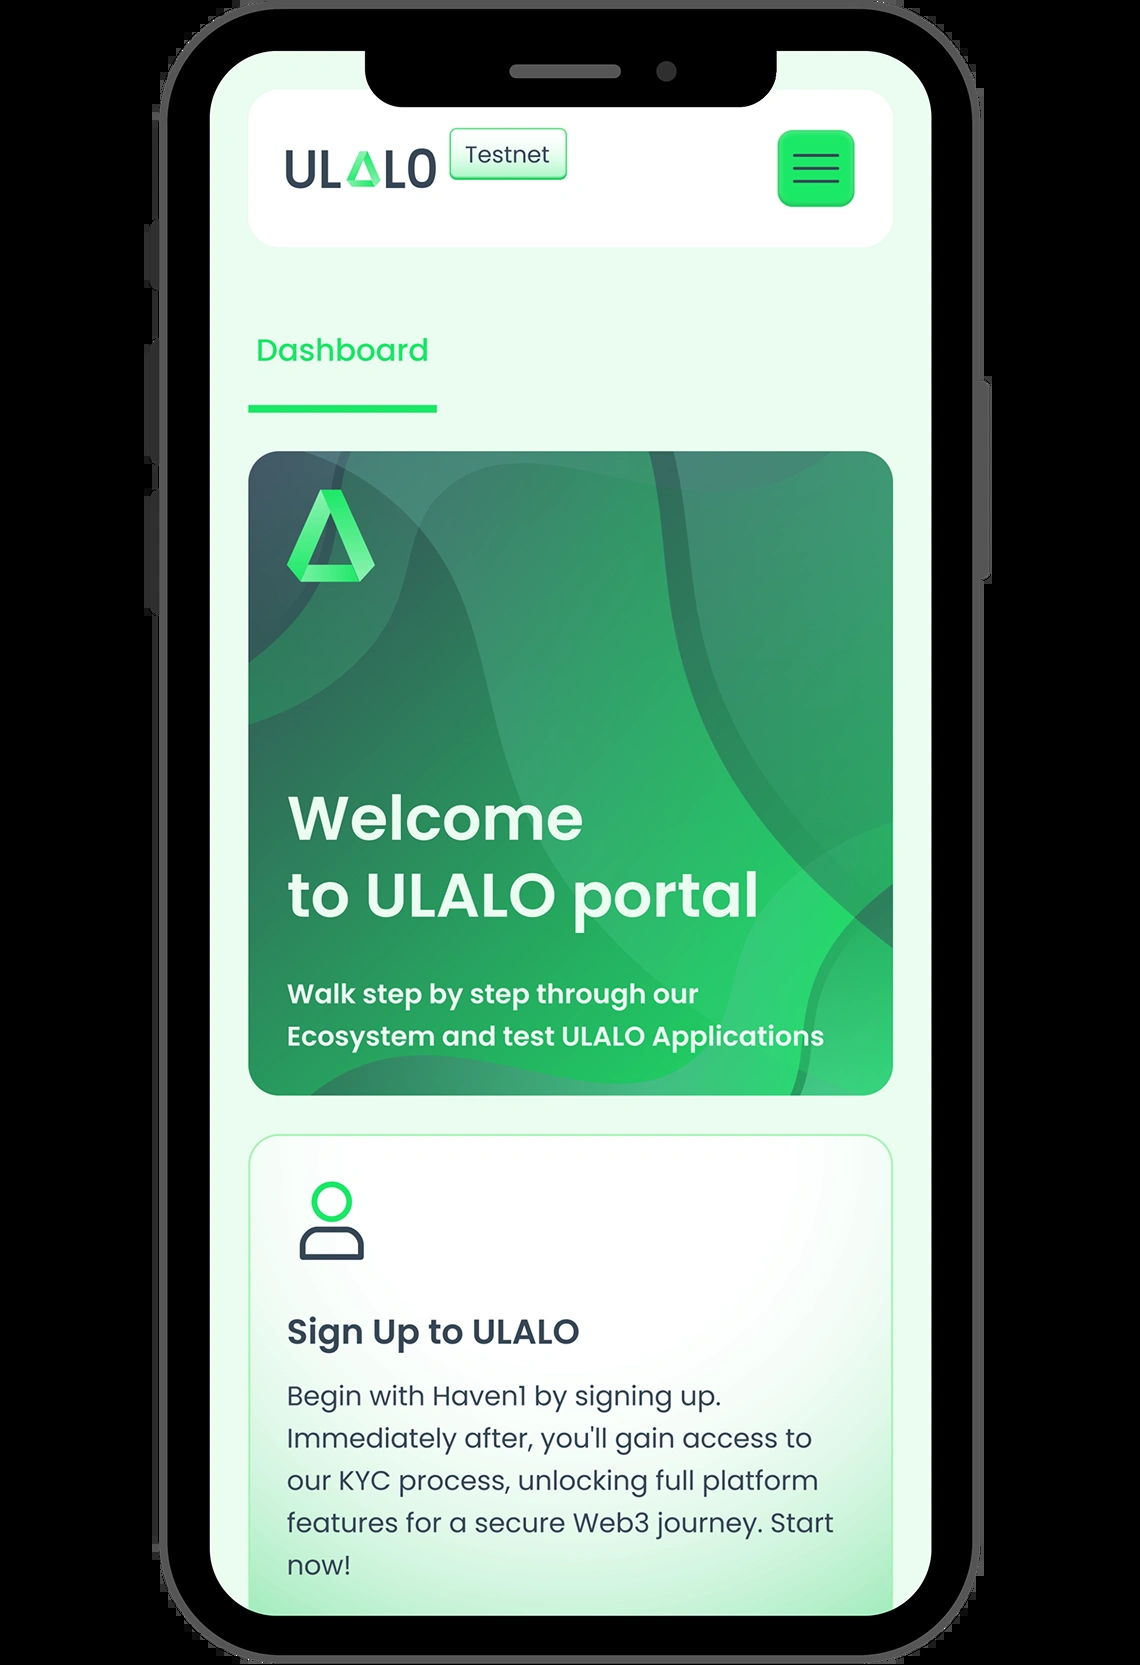 ULALO Testnet
Dashboard
Welcome
to ULALO portal
Walk step by step through our
Ecosystem and test ULALO Applications
Sign Up to ULALO
Begin with Haven1 by signing up.
Immediately after, you'll gain access to
our KYC process, unlocking full platform
features for a secure Web3 journey. Start
now!